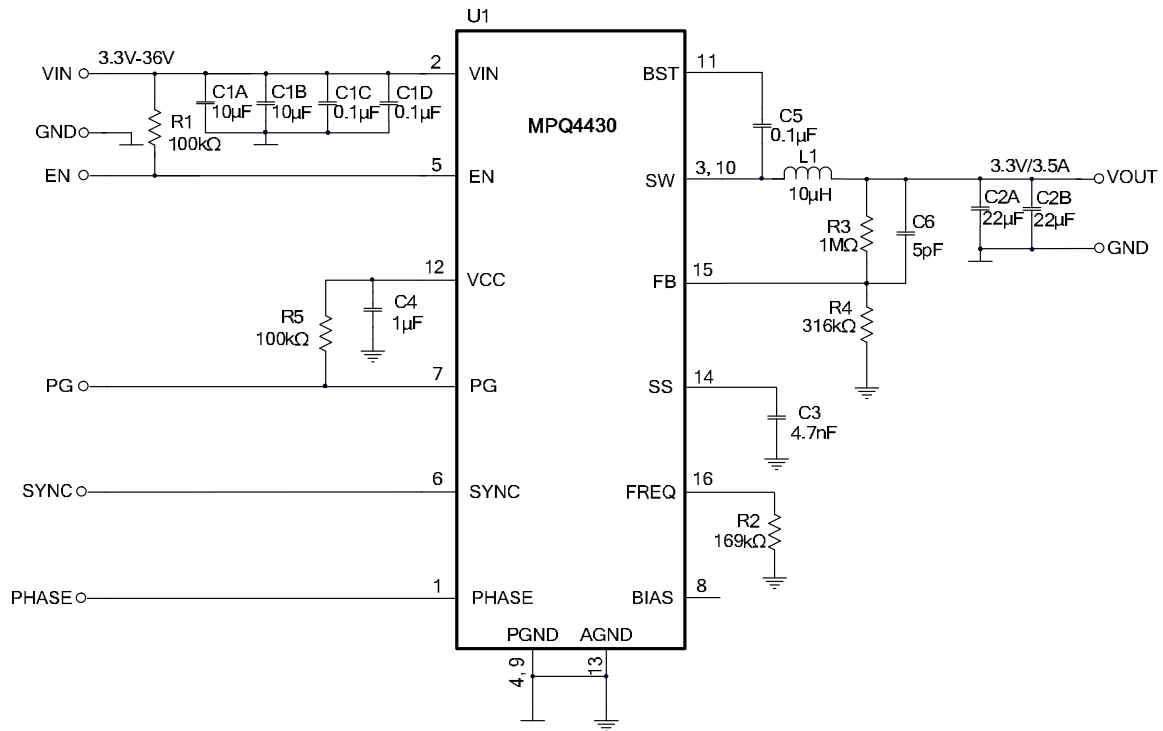 U1
3.3V-36V
VIN
2
VIN
BST
11
C1A
10µF
C1B
10µF
C1C
0.1µF
C1D
0.1µF
MPQ4430
C5
0.1µF
GND
R1
100kΩ
EN
5
EN
SW
3, 10
L1
10µH
3.3V/3.5A
VOUT
C2A
22µF
C2B
22µF
R3
1MΩ
C6
5pF
GND
12
VCC
FB
15
C4
1µF
R5
100kΩ
R4
316kΩ
PG
7
PG
SS
14
C3
4.7nF
SYNC
6
SYNC
FREQ
16
R2
169kΩ
PHASE
1
PHASE
BIAS
8
PGND
AGND
4, 9
13